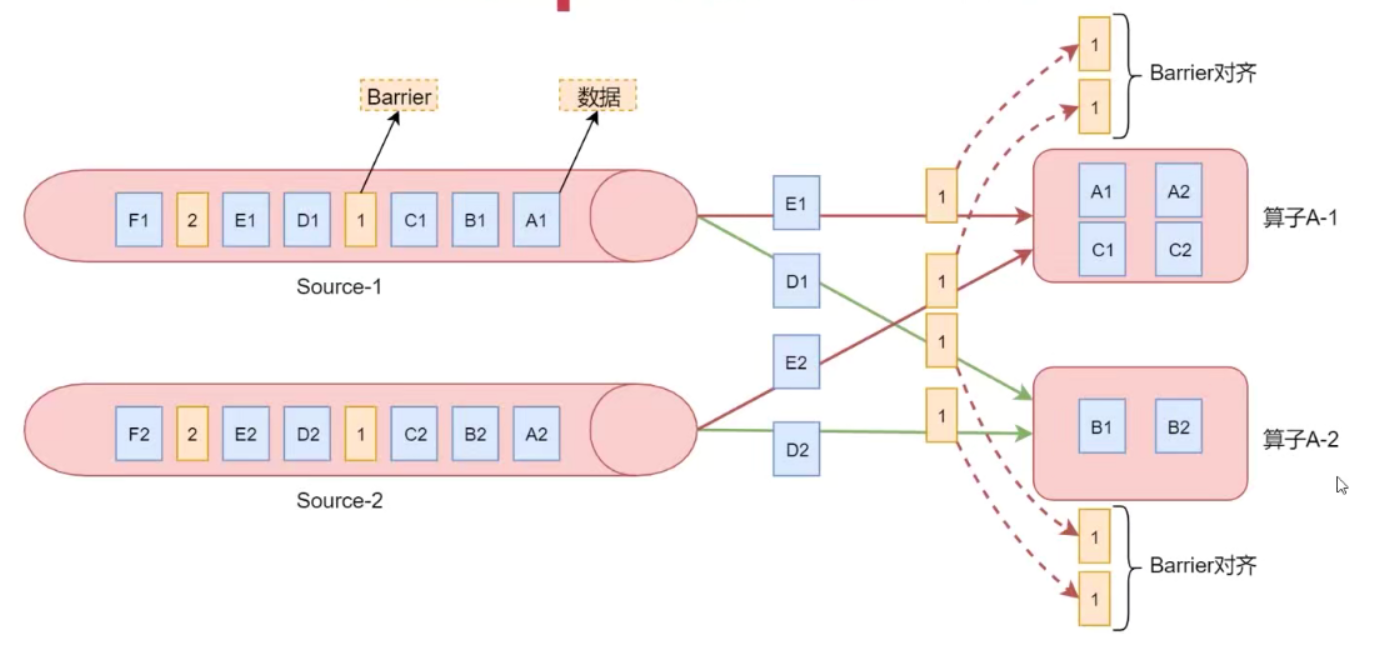 1
Barrier对齐
1
Barrier
数据
F1
2
E1
D1
1
C1
B1
A1
Source-1
E1
1
D1
1
A1
A2
C1
C2
算子A-1
E2
1
F2
2
E2
D2
1
C2
B2
A2
Source-2
D2
1
B1
B2
算子A-2
1
Barrier对齐
1